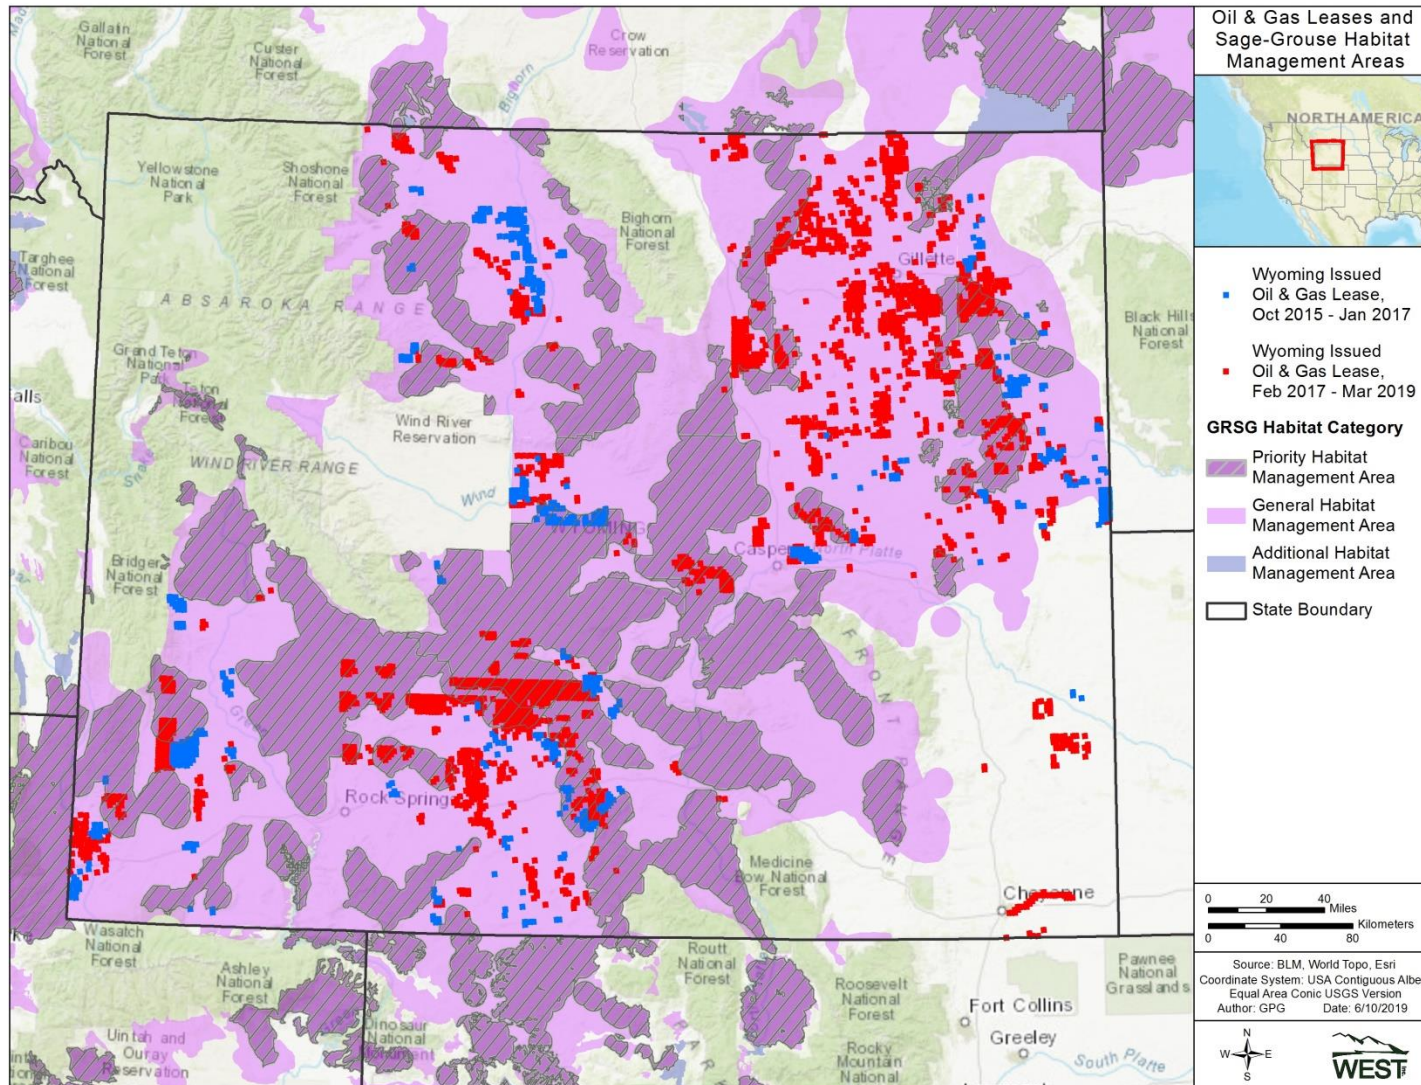 Oil & Gas Leases and
Sage-Grouse Habitat
Management Areas
NORTH AMERICA
Wyoming Issued
Oil & Gas Lease,
Oct 2015 - Jan 2017
Wyoming Issued
Oil & Gas Lease,
Feb 2017 - Mar 2019
GRSG Habitat Category
Priority Habitat
Management Area
General Habitat
Management Area
Additional Habitat
Management Area
State Boundary
0 20 40 Miles
Kilometers
0 40 80
Source: BLM, World Topo, Esri
Coordinate System: USA Contiguous Albe
Equal Area Conic USGS Version
Author: GPG Date: 6/10/2019
N
W E
S
WEST
Gallatin
National
Forest
Custer
National
Forest
Crow
Reservation
Bighorn
Yellowstone
National
Park
Shoshone
National
Forest
Bighorn
National
Forest
Targhee
National
Forest
ABSAROKA RANGE
Gillette
Black Hills
National
Forest
Grand Teton
National
Park
Teton
National
Forest
alls
Caribou
National
Forest
Wind River
Reservation
WIND RIVER RANGE
Wind
WYOMING
Casper
North Platte
Bridger
National
Forest
FRONT RANGE
Rock Spring
Medicine
Bow National
Forest
Cheyenne
Wasatch
National
Forest
Ashley
National
Forest
Routt
National
Forest
Roosevelt
National
Forest
Pawnee
National
Grasslands
Fort Collins
Greeley
Uintah and
Ouray
Reservation
Dinosaur
National
Monument
Rocky
Mountain
National
South Platte